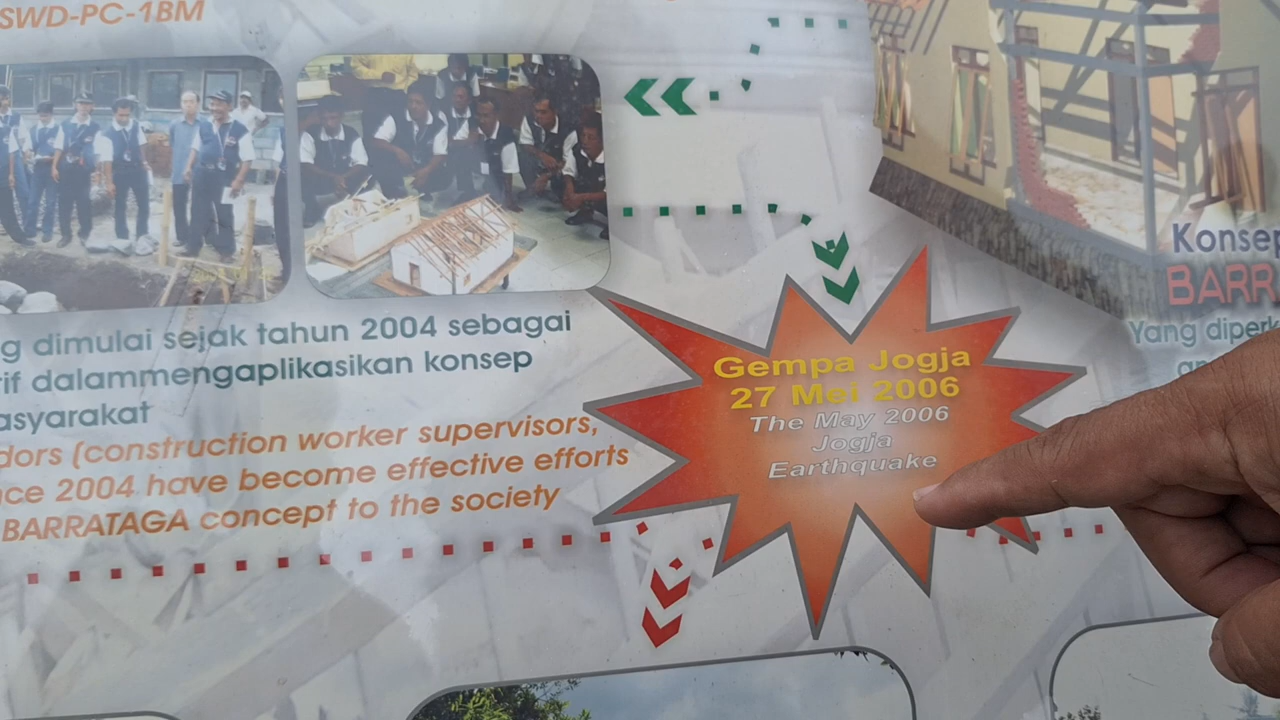 SWD-PC-1BM
g dimulai sejak tahun 2004 sebagai
if dalammengaplikasikan konsep
asyarakat
dors (construction worker supervisors,
nce 2004 have become effective efforts
BARRATAGA concept to the society
Gempa Jogja
27 Mei 2006
The May 2006
Jogja
Earthquake
Konsep
BARR
Yang diperk